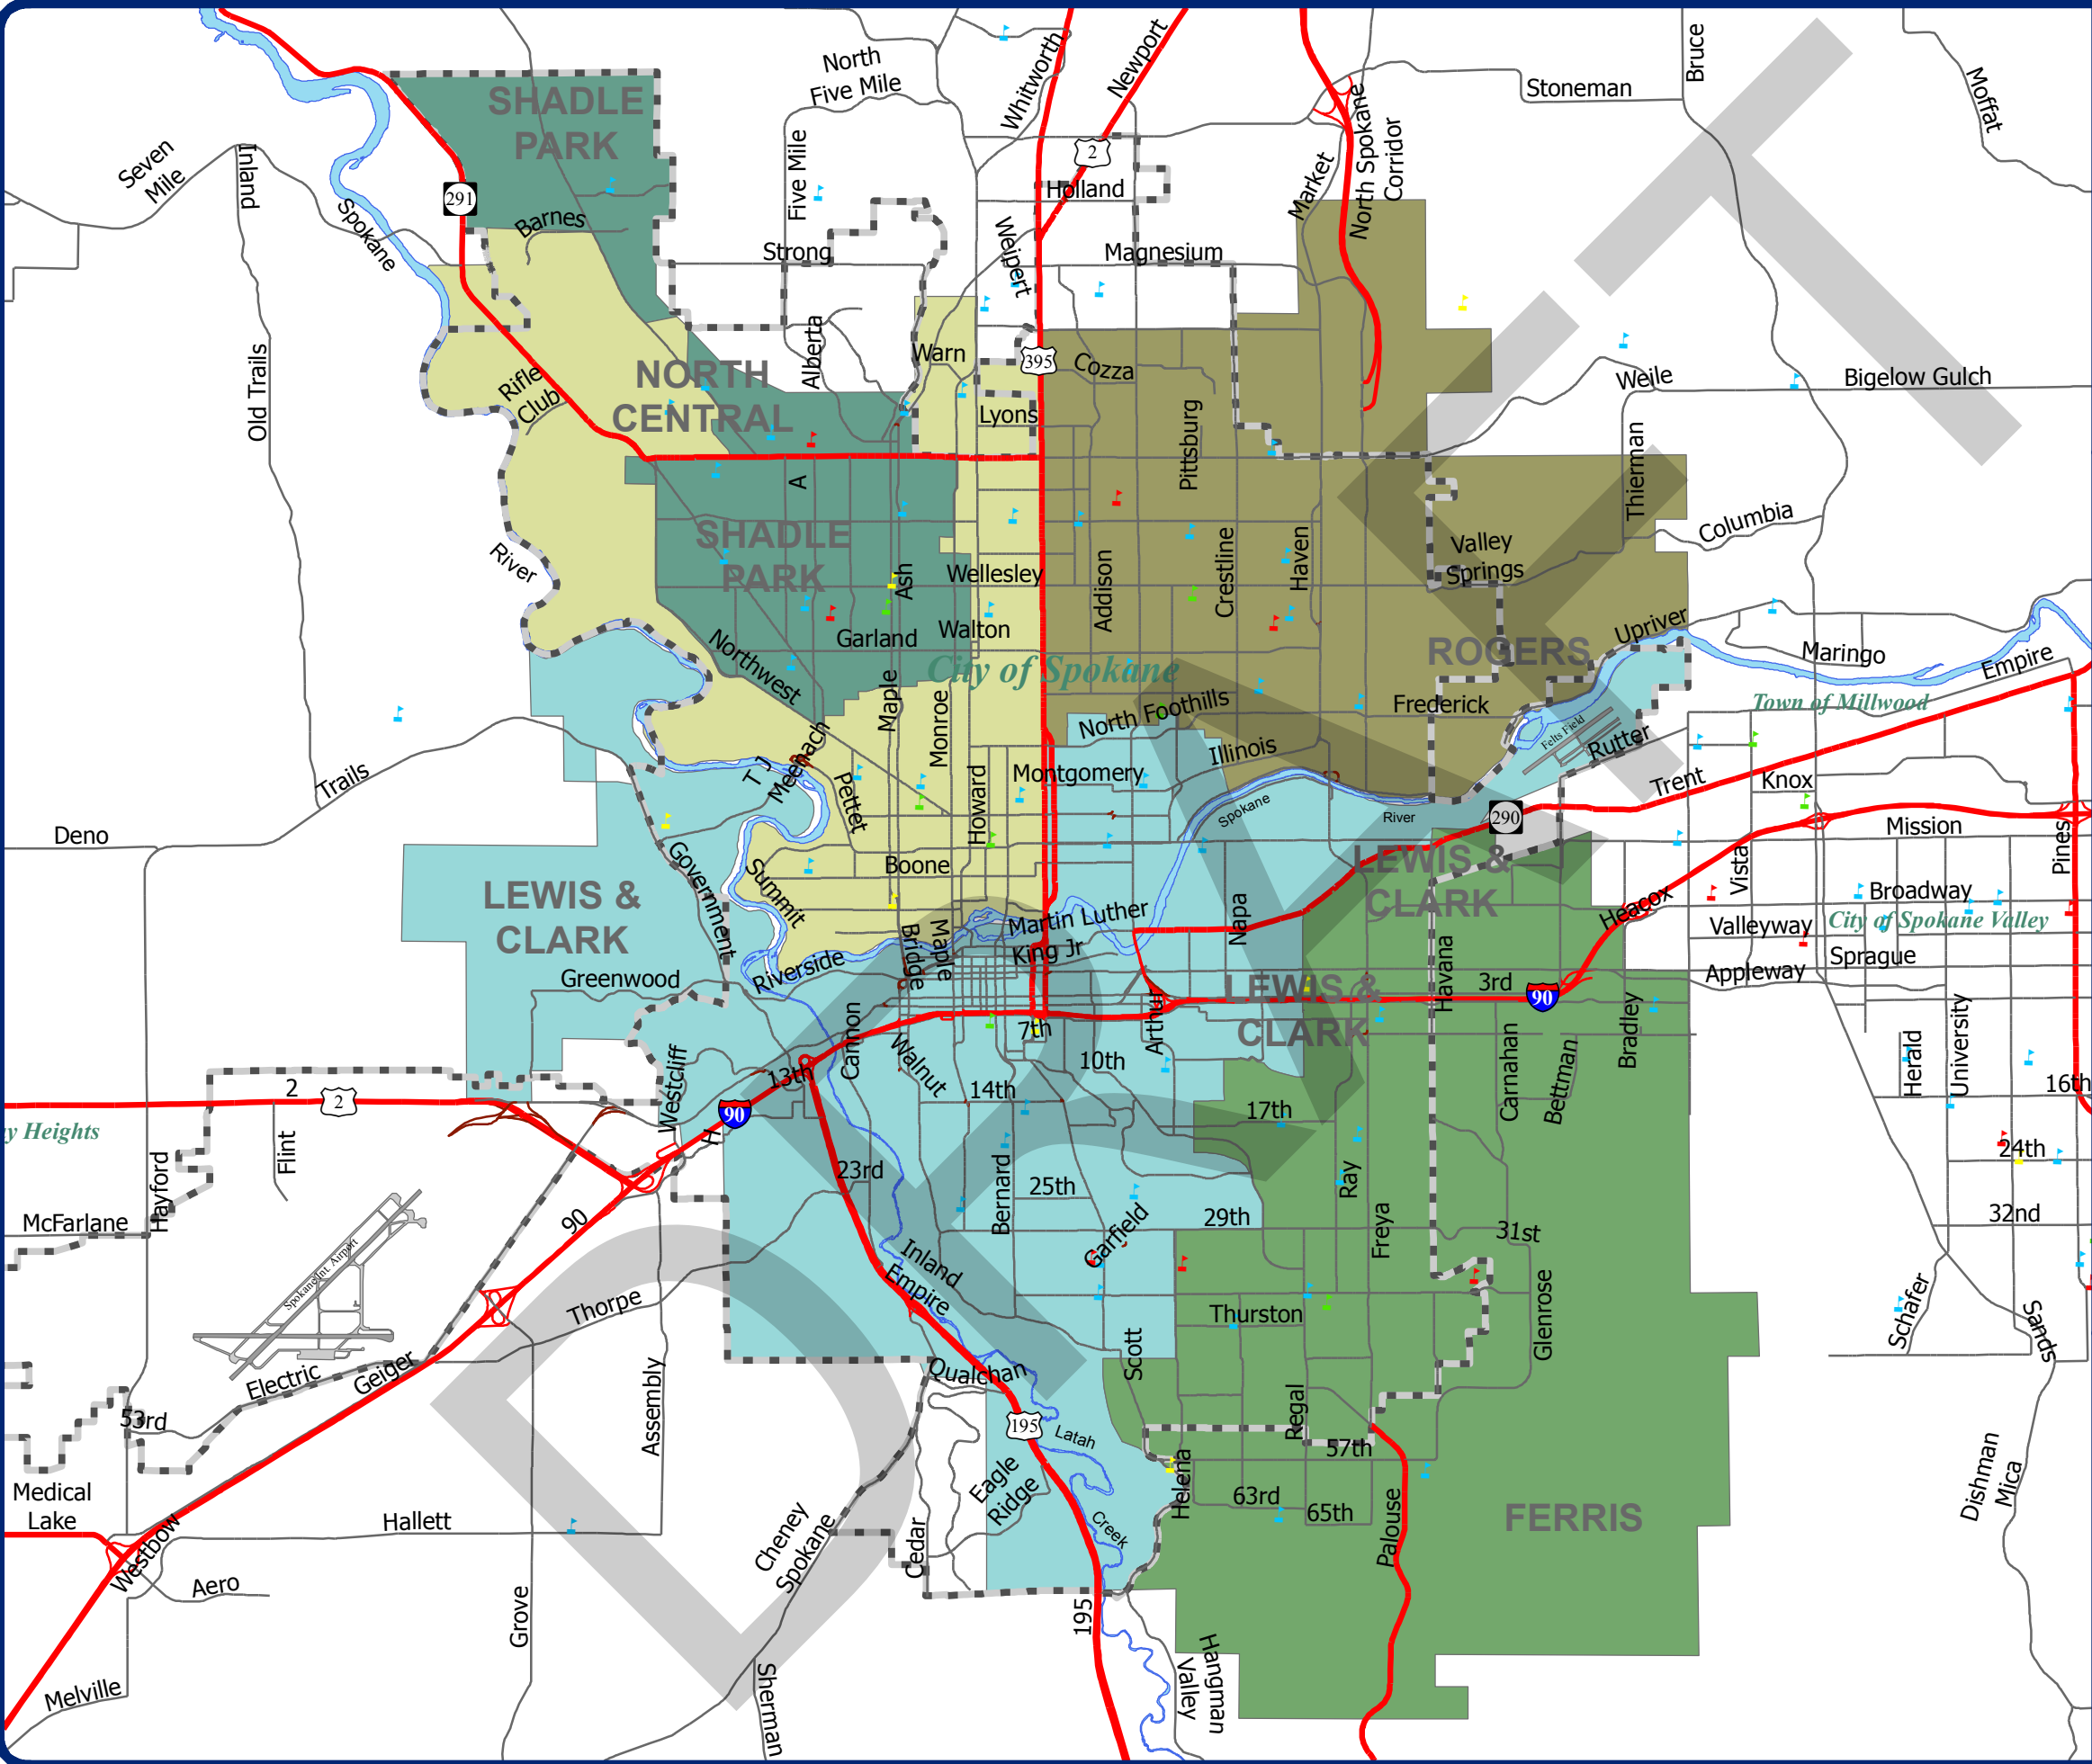 SHADLE
PARK
North
Five Mile
Whitworth
Newport
Stoneman
Bruce
Moffat
Seven
Mile
Inland
291
Spokane
Barnes
Five Mile
Strong
2
Holland
Weipert
Magnesium
Market
North Spokane
Corridor
Old Trails
Rifle
Club
NORTH
CENTRAL
Alberta
Warn
395
Cozza
Lyons
Pittsburg
Weile
Bigelow Gulch
Thierman
Columbia
A
SHADLE
PARK
River
Ash
Wellesley
Addison
Crestline
Haven
Valley
Springs
Northwest
Garland
Walton
City of Spokane
ROGERS
Upriver
Maringo
Empire
Maple
Monroe
North Foothills
Frederick
Town of Millwood
Felts Field
Rutter
Trails
T J
Meenach
Pettet
Howard
Montgomery
Illinois
Spokane
River
290
Trent
Knox
Mission
Pines
Deno
Government
Summit
Boone
LEWIS &
CLARK
LEWIS &
CLARK
Vista
Heacox
Broadway
City of Spokane Valley
Valleyway
Sprague
Appleway
Greenwood
Riverside
Bridge
Maple
Martin Luther
King Jr
Napa
Havana
LEWIS &
CLARK
3rd
90
Arthur
7th
Cannon
Walnut
10th
14th
13th
90
Westcliff
H
2
2
y Heights
Flint
Hayford
McFarlane
17th
Carnahan
Bettman
Bradley
Herald
University
16th
24th
32nd
23rd
Bernard
25th
29th
Garfield
Ray
Freya
31st
Inland
Empire
90
Spokane Int. Airport
Thorpe
Electric
Geiger
53rd
Assembly
Qualchan
Scott
Thurston
Regal
Glenrose
Schafer
Sands
195
Latah
Eagle
Ridge
Creek
Helena
57th
63rd
65th
Palouse
FERRIS
Dishman
Mica
Medical
Lake
Westbow
Hallett
Aero
Cheney
Spokane
Cedar
Grove
195
Hangman
Valley
Sherman
Melville
DRAFT